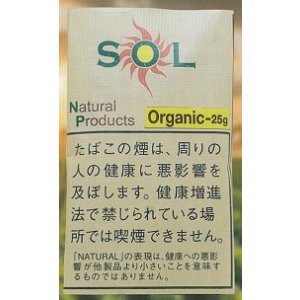 SOL
Natural
Products
Organic-25g
たばこの煙は、周りの
人の健康に悪影響を
及ぼします。健康増進
法で禁じられている場
所では喫煙できません。
「NATURAL」の表現は、健康への悪影
響が他製品より小さいことを意味す
るものではありません。